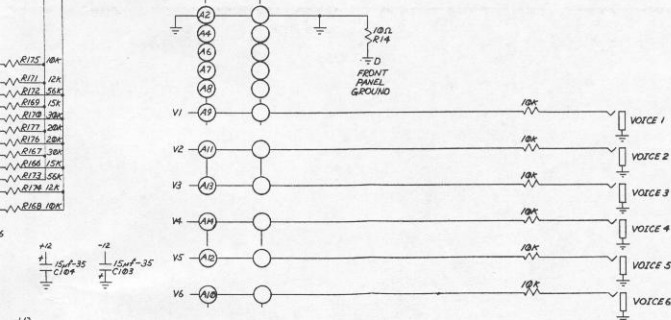 A2
A4
A6
A7
A8
10Ω
R14
D
FRONT
PANEL
GROUND
R175 10K
R171 12K
R172 56K
R169 15K
R170 30K
R177 20K
R176 20K
R167 30K
R166 15K
R173 56K
R174 12K
R168 10K
V1 A9 10K VOICE 1
V2 A11 10K VOICE 2
V3 A13 10K VOICE 3
V4 A14 10K VOICE 4
V5 A12 10K VOICE 5
V6 A10 10K VOICE 6
+12
+
15µf-35
C104
-12
+
15µf-35
C103